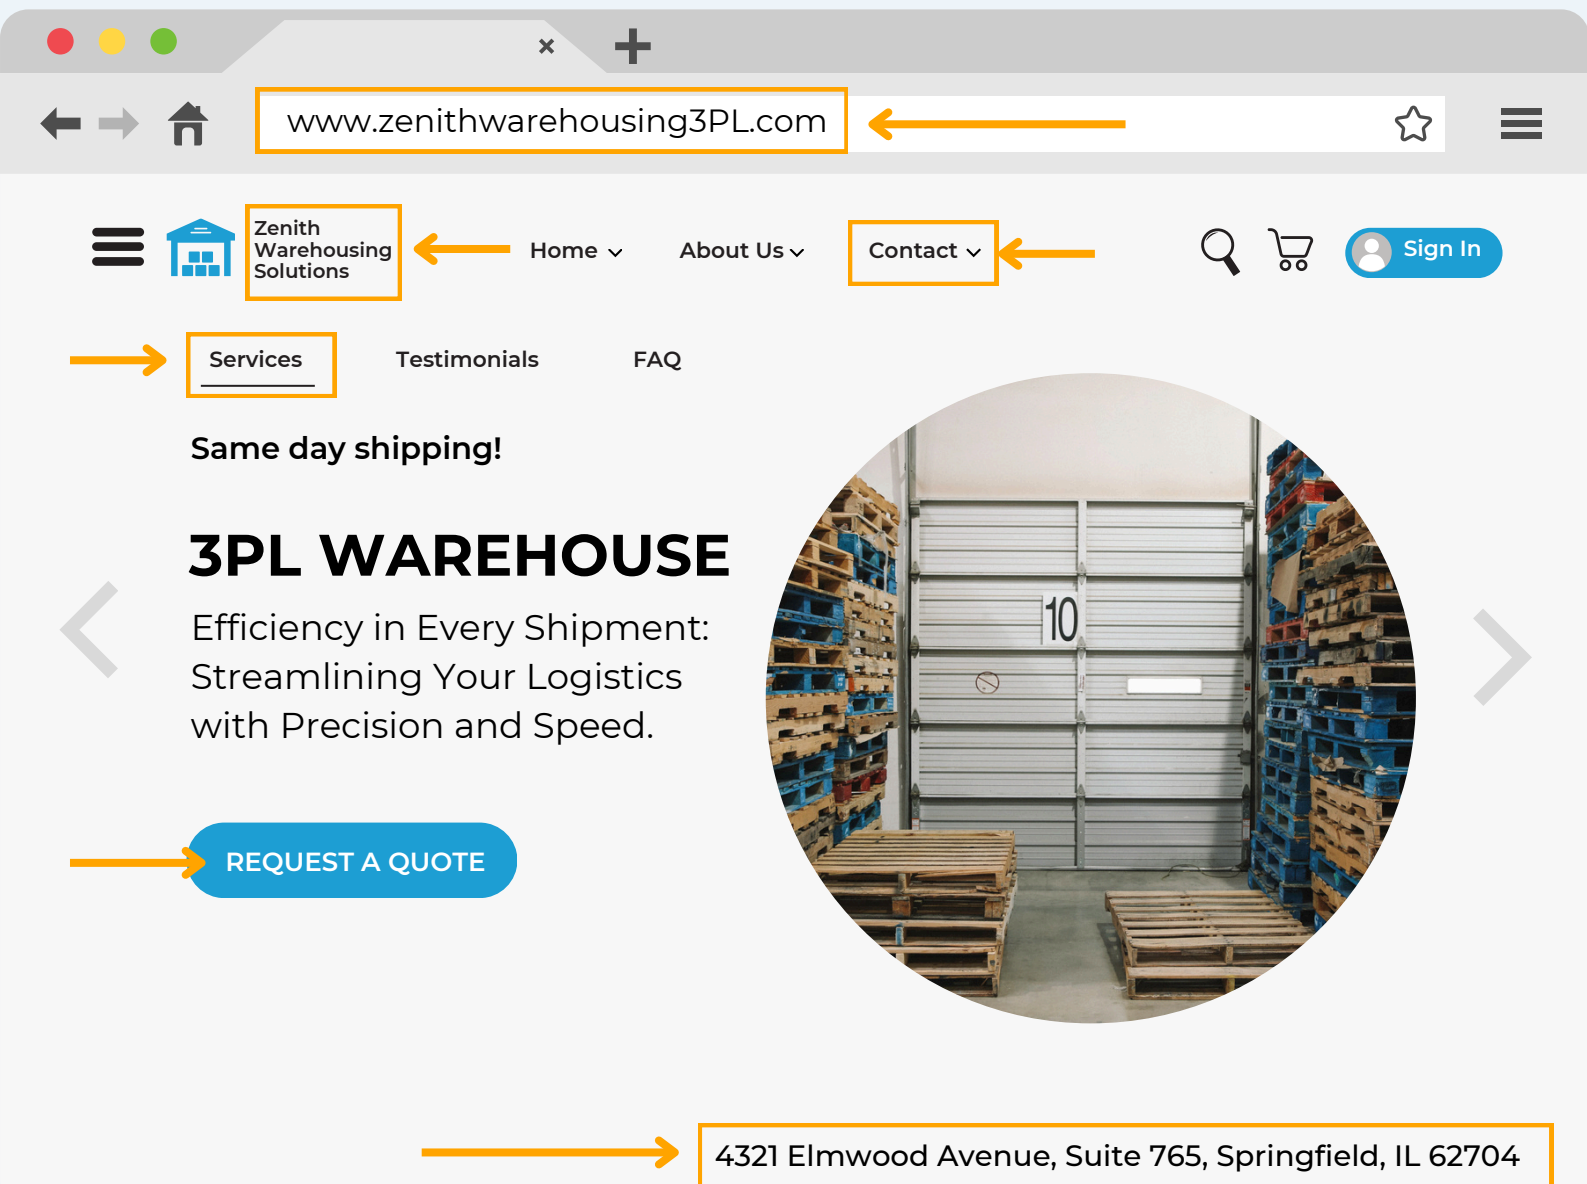 www.zenithwarehousing3PL.com
Zenith
Warehousing
Solutions
Home
About Us
Contact
Sign In
Services
Testimonials
FAQ
Same day shipping!
3PL WAREHOUSE
Efficiency in Every Shipment:
Streamlining Your Logistics
with Precision and Speed.
10
REQUEST A QUOTE
4321 Elmwood Avenue, Suite 765, Springfield, IL 62704